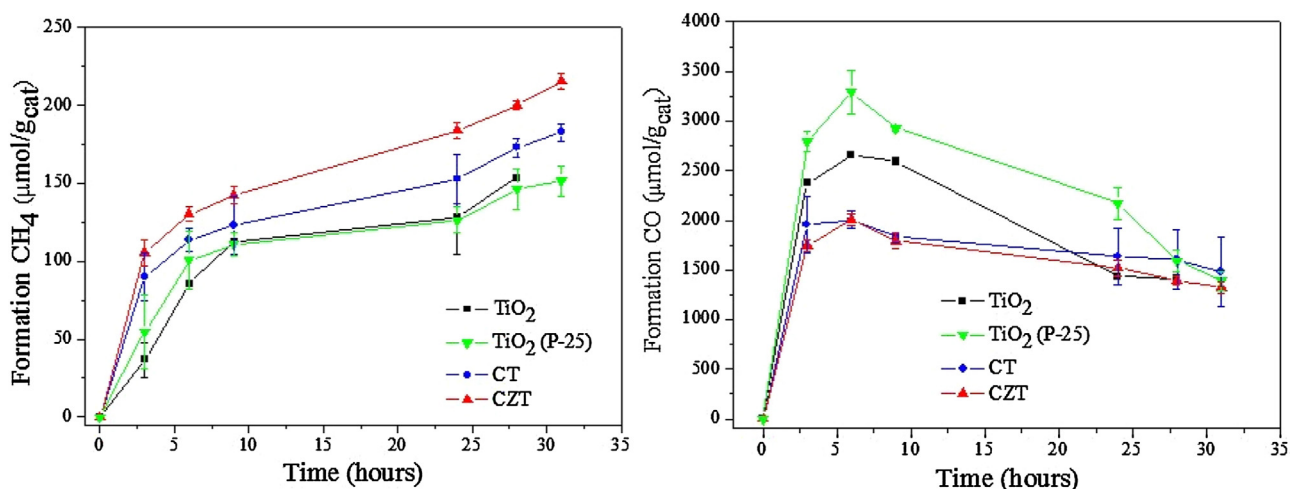 Formation CH₄ (μmol/g_cat)
250
200
150
100
50
0
0 5 10 15 20 25 30 35
Time (hours)
TiO₂
TiO₂ (P-25)
CT
CZT
Formation CO (μmol/g_cat)
4000
3500
3000
2500
2000
1500
1000
500
0
0 5 10 15 20 25 30 35
Time (hours)
TiO₂
TiO₂ (P-25)
CT
CZT